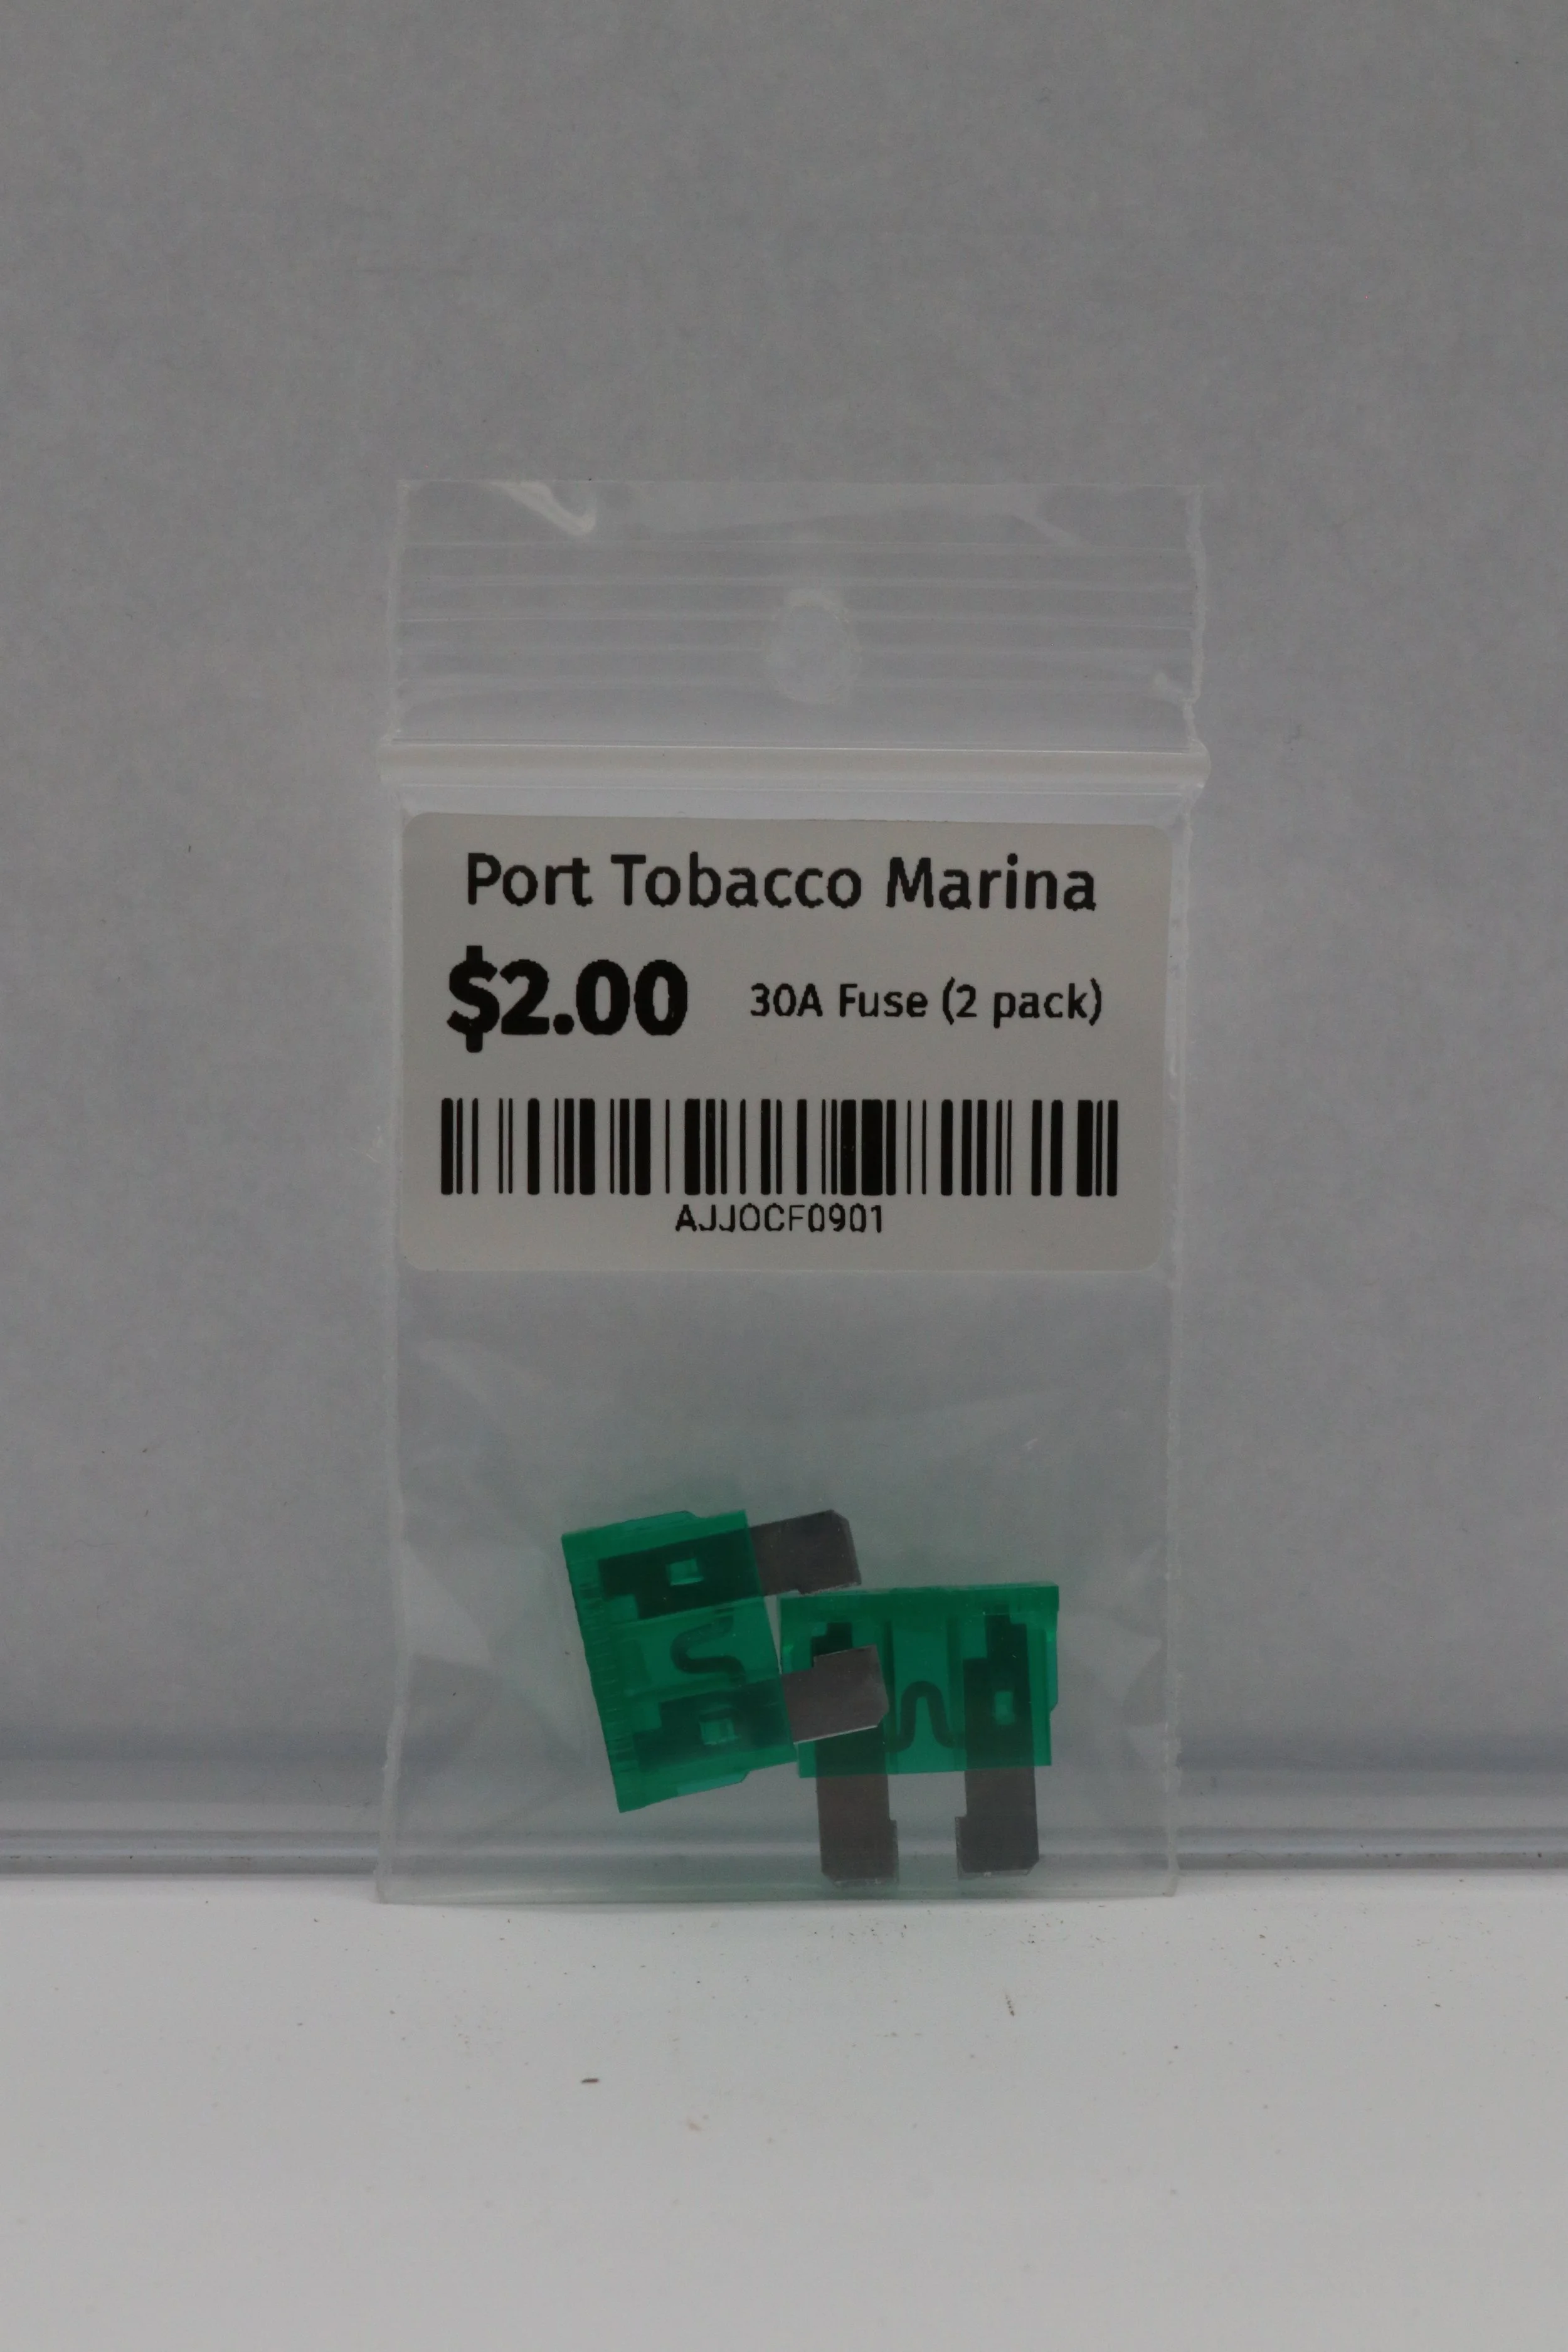 Port Tobacco Marina
$2.00 30A Fuse (2 pack)
AJJOCF0901